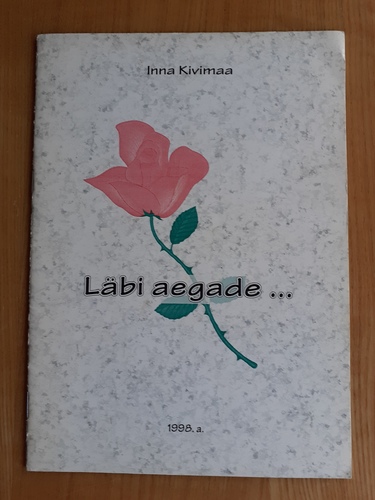 Inna Kivimaa
Läbi aegade ...
1998. a.